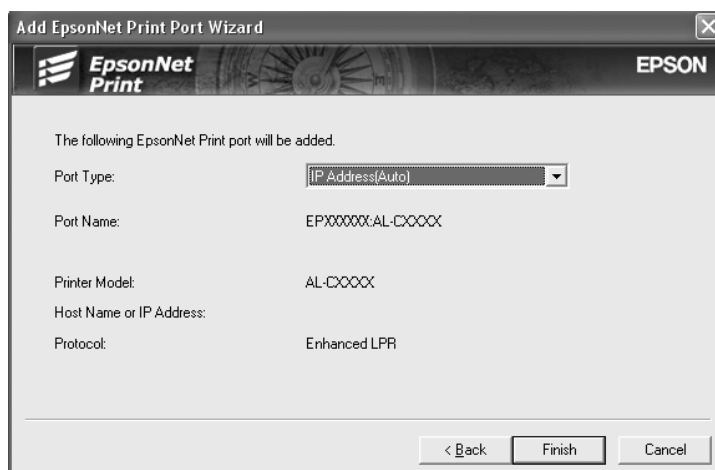 Add EpsonNet Print Port Wizard
EpsonNet
Print
EPSON
The following EpsonNet Print port will be added.
Port Type: IP Address(Auto)
Port Name: EPXXXXXX:AL-CXXXX
Printer Model: AL-CXXXX
Host Name or IP Address:
Protocol: Enhanced LPR
< Back Finish Cancel